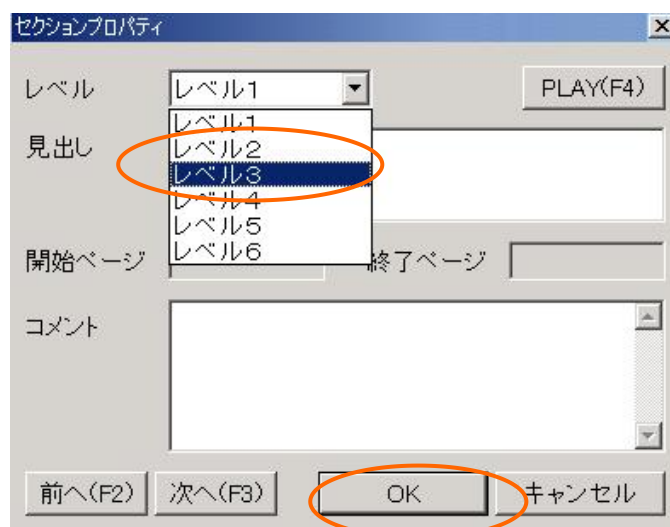 セクションプロパティ
レベル レベル1 PLAY(F4)
レベル1
見出し レベル2
レベル3
レベル4
レベル5
開始ページ レベル6 終了ページ
コメント
前へ(F2) 次へ(F3) OK キャンセル